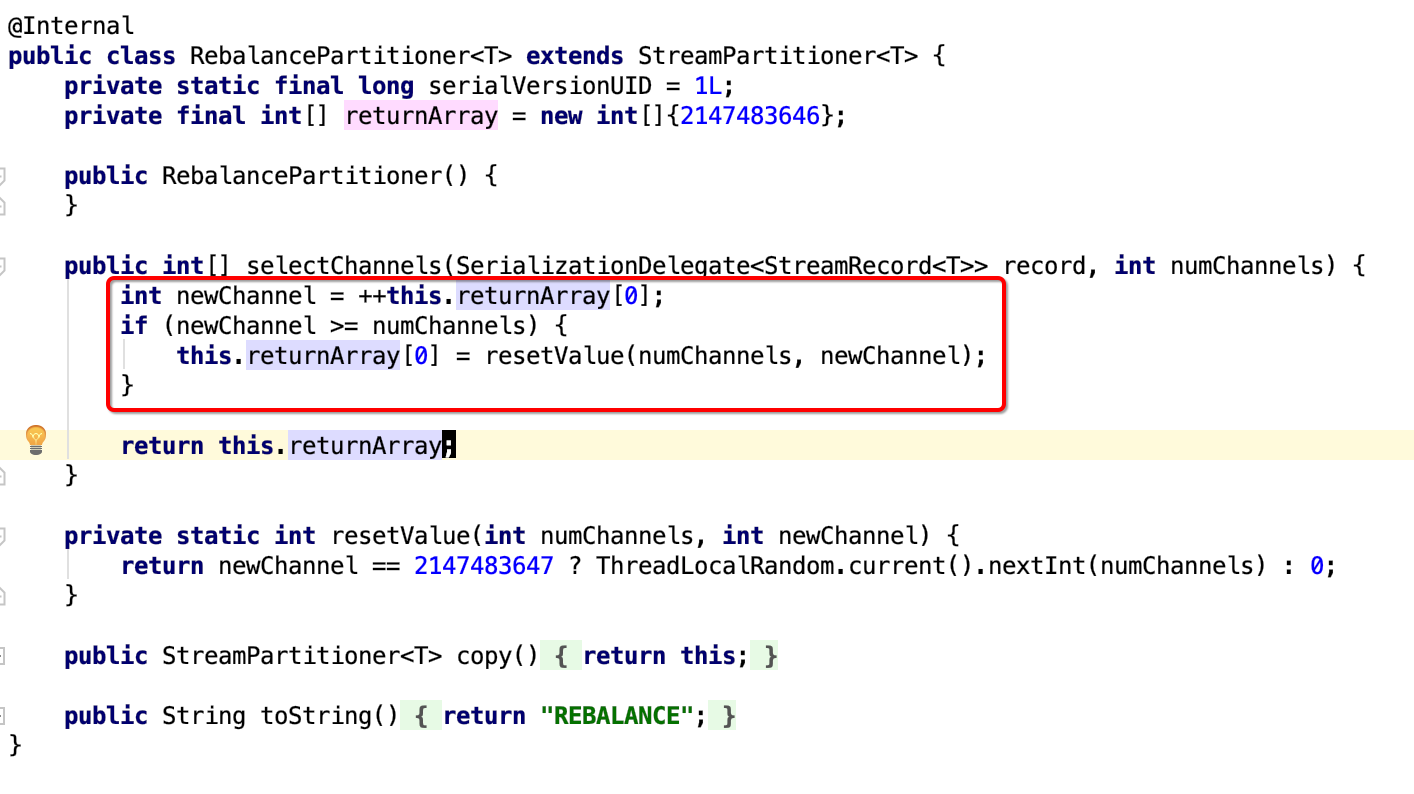 @Internal
public class RebalancePartitioner<T> extends StreamPartitioner<T> {
    private static final long serialVersionUID = 1L;
    private final int[] returnArray = new int[]{2147483646};
    public RebalancePartitioner() {
    }
    public int[] selectChannels(SerializationDelegate<StreamRecord<T>> record, int numChannels) {
        int newChannel = ++this.returnArray[0];
        if (newChannel >= numChannels) {
            this.returnArray[0] = resetValue(numChannels, newChannel);
        }
        return this.returnArray;
    }
    private static int resetValue(int numChannels, int newChannel) {
        return newChannel == 2147483647 ? ThreadLocalRandom.current().nextInt(numChannels) : 0;
    }
    public StreamPartitioner<T> copy() { return this; }
    public String toString() { return "REBALANCE"; }
}